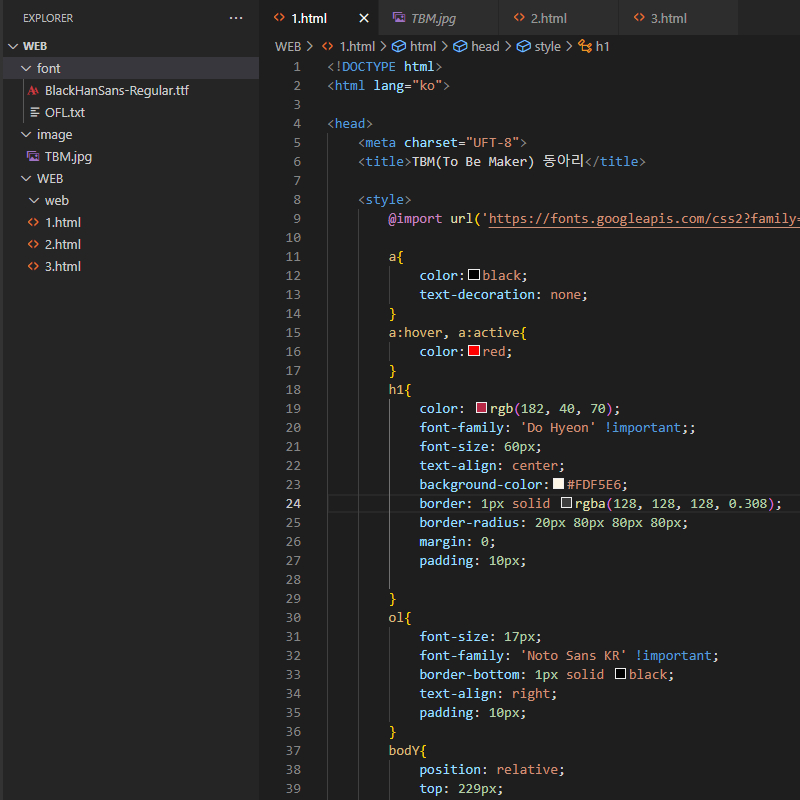 EXPLORER ...
WEB
font
BlackHanSans-Regular.ttf
OFL.txt
image
TBM.jpg
WEB
web
1.html
2.html
3.html
1.html TBM.jpg 2.html 3.html
WEB > 1.html > html > head > style > h1
1 <!DOCTYPE html>
2 <html lang="ko">
3
4 <head>
5 <meta charset="UFT-8">
6 <title>TBM(To Be Maker) 동아리</title>
7
8 <style>
9 @import url('https://fonts.googleapis.com/css2?family=
10
11 a{
12 color: black;
13 text-decoration: none;
14 }
15 a:hover, a:active{
16 color: red;
17 }
18 h1{
19 color: rgb(182, 40, 70);
20 font-family: 'Do Hyeon' !important;;
21 font-size: 60px;
22 text-align: center;
23 background-color: #FDF5E6;
24 border: 1px solid rgba(128, 128, 128, 0.308);
25 border-radius: 20px 80px 80px 80px;
26 margin: 0;
27 padding: 10px;
28
29 }
30 ol{
31 font-size: 17px;
32 font-family: 'Noto Sans KR' !important;
33 border-bottom: 1px solid black;
34 text-align: right;
35 padding: 10px;
36 }
37 bodY{
38 position: relative;
39 top: 229px;